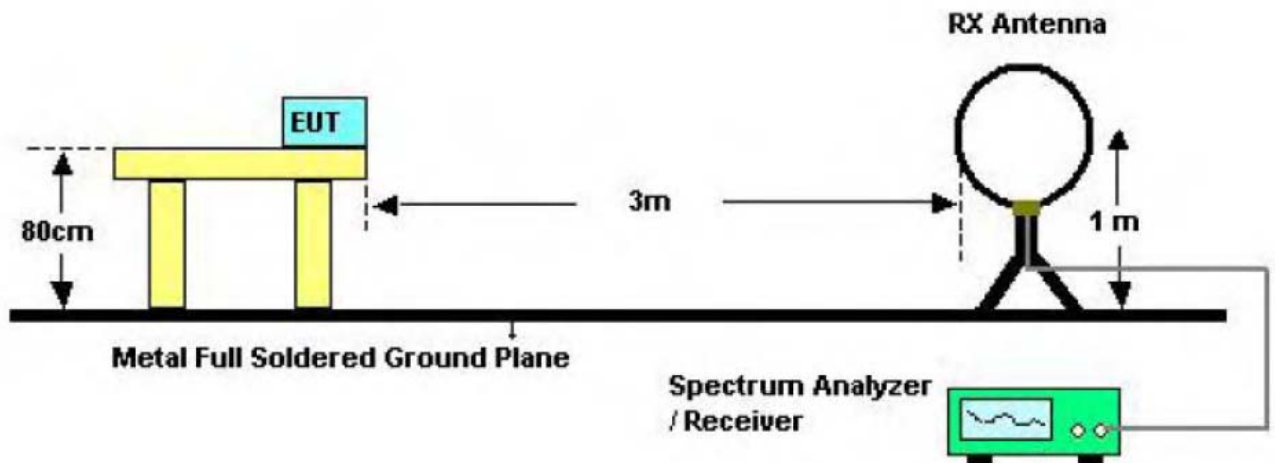 RX Antenna
EUT
80cm
3m
1 m
Metal Full Soldered Ground Plane
Spectrum Analyzer
/ Receiver